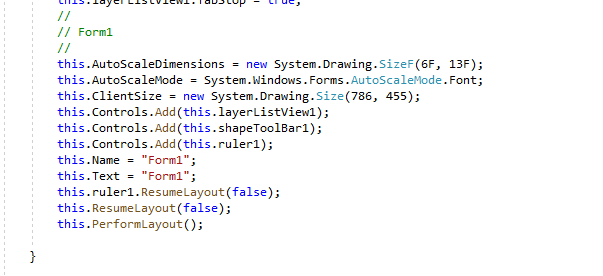 this.layerListView1.TabStop = true;
//
// Form1
//
this.AutoScaleDimensions = new System.Drawing.SizeF(6F, 13F);
this.AutoScaleMode = System.Windows.Forms.AutoScaleMode.Font;
this.ClientSize = new System.Drawing.Size(786, 455);
this.Controls.Add(this.layerListView1);
this.Controls.Add(this.shapeToolBar1);
this.Controls.Add(this.ruler1);
this.Name = "Form1";
this.Text = "Form1";
this.ruler1.ResumeLayout(false);
this.ResumeLayout(false);
this.PerformLayout();
}